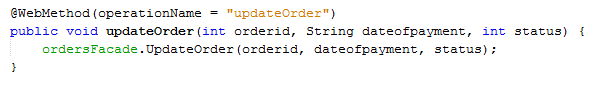 @WebMethod(operationName = "updateOrder")
public void updateOrder(int orderid, String dateofpayment, int status) {
    ordersFacade.UpdateOrder(orderid, dateofpayment, status);
}